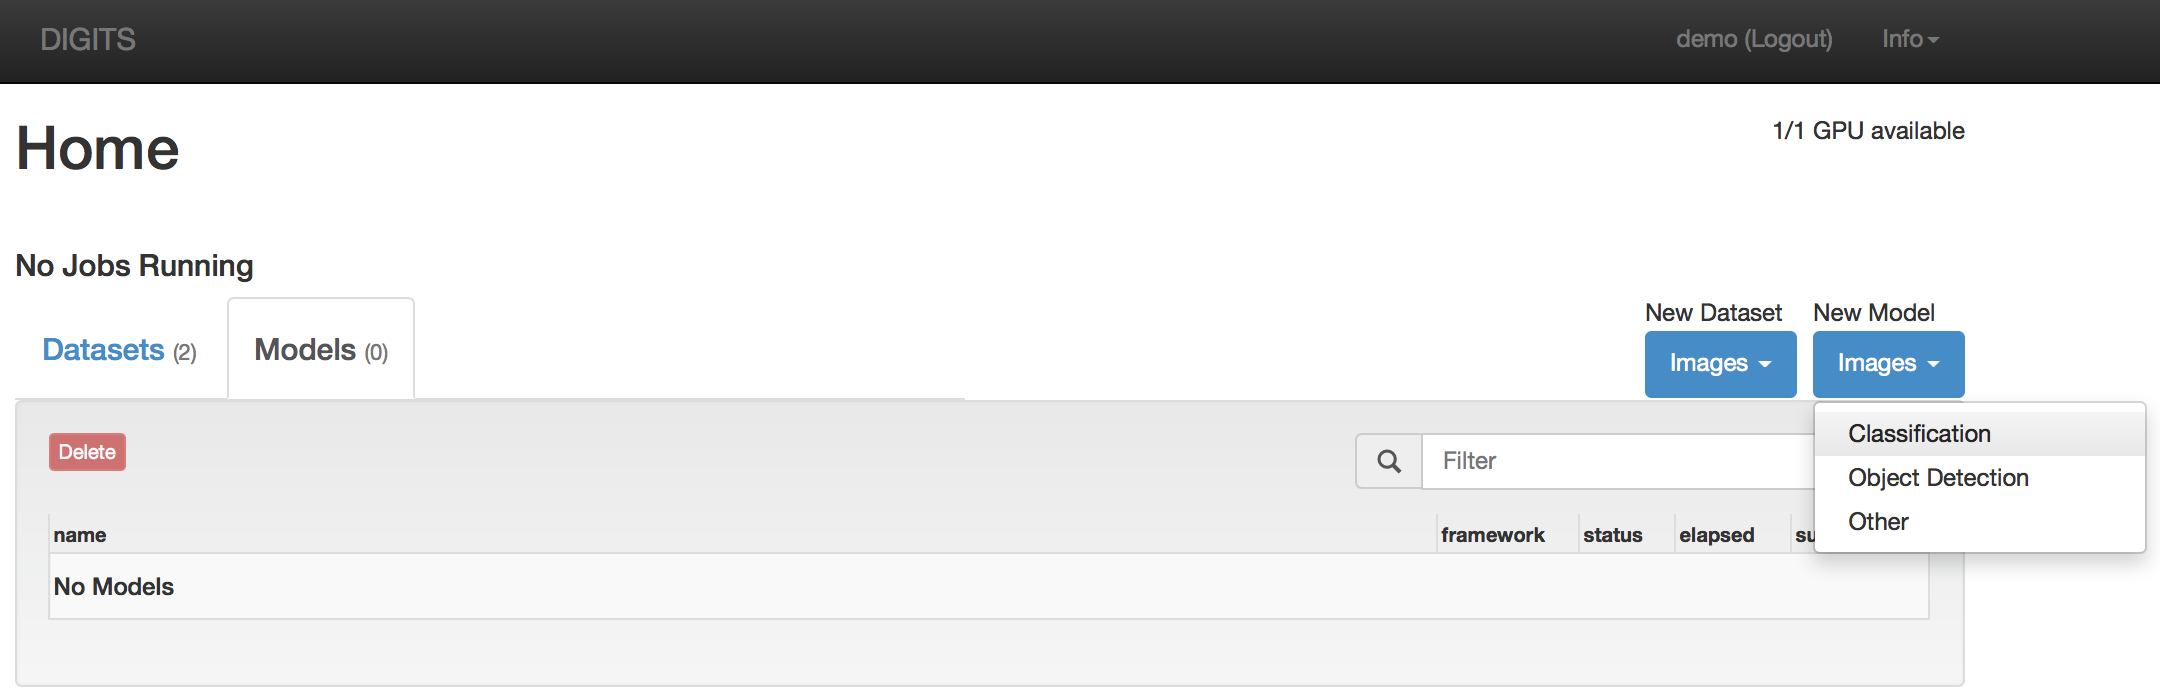 DIGITS demo (Logout) Info
Home 1/1 GPU available
No Jobs Running
New Dataset New Model
Datasets (2) Models (0) Images Images
Classification
Object Detection
Other
Delete Filter
name framework status elapsed
No Models